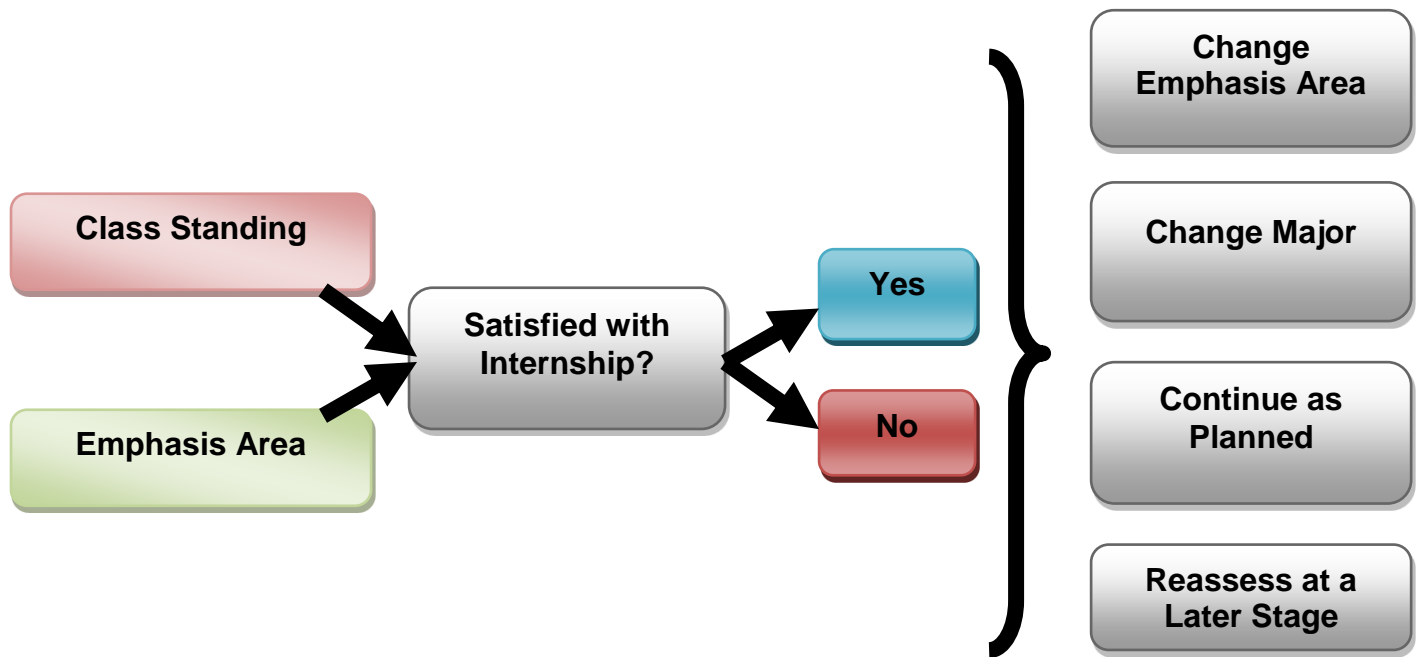 Class Standing
Emphasis Area
Satisfied with
Internship?
Yes
No
Change
Emphasis Area
Change Major
Continue as
Planned
Reassess at a
Later Stage